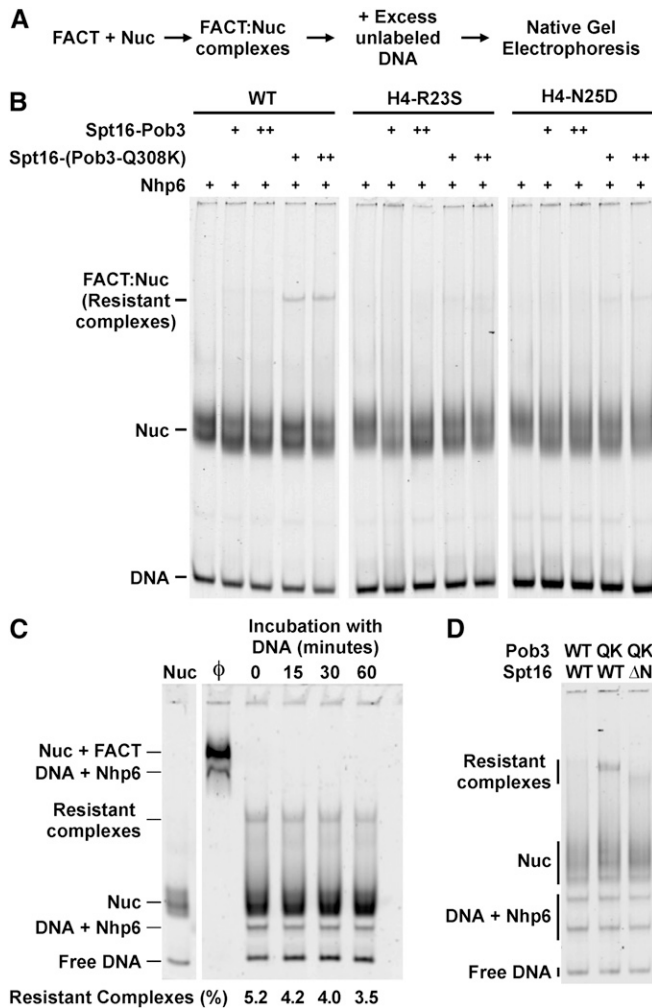 A
FACT + Nuc → FACT:Nuc complexes → + Excess unlabeled DNA → Native Gel Electrophoresis
B
WT H4-R23S H4-N25D
Spt16-Pob3 + ++ + ++ + ++
Spt16-(Pob3-Q308K) + ++ + ++ + ++
Nhp6 + + + + + + + + + + + + + + +
FACT:Nuc
(Resistant
complexes)
Nuc
DNA
C
Incubation with
DNA (minutes)
Nuc ϕ 0 15 30 60
Nuc + FACT
DNA + Nhp6
Resistant
complexes
Nuc
DNA + Nhp6
Free DNA
Resistant Complexes (%) 5.2 4.2 4.0 3.5
D
Pob3 WT QK QK
Spt16 WT WT ΔN
Resistant
complexes
Nuc
DNA + Nhp6
Free DNA